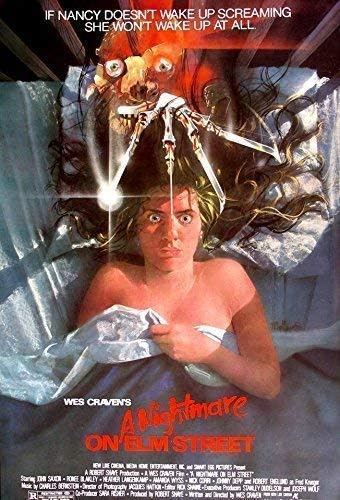 IF NANCY DOESN'T WAKE UP SCREAMING
SHE WON'T WAKE UP AT ALL.
WES CRAVEN'S
A Nightmare
ON ELM STREET
NEW LINE CINEMA, MEDIA HOME ENTERTAINMENT, INC. and SMART EGG PICTURES Present
A ROBERT SHAYE Production WES CRAVEN'S "A NIGHTMARE ON ELM STREET"
Starring JOHN SAXON RONEE BLAKLEY HEATHER LANGENKAMP AMANDA WYSS NICK CORRI JOHNNY DEPP and ROBERT ENGLUND as Fred Krueger
Music by CHARLES BERNSTEIN Director of Photography JACQUES HAITKIN Edited by RICK SHAINE Executive Producers STANLEY DUDELSON and JOSEPH WOLF
Co-Producer SARA RISHER Produced by ROBERT SHAYE Written and Directed by WES CRAVEN
R